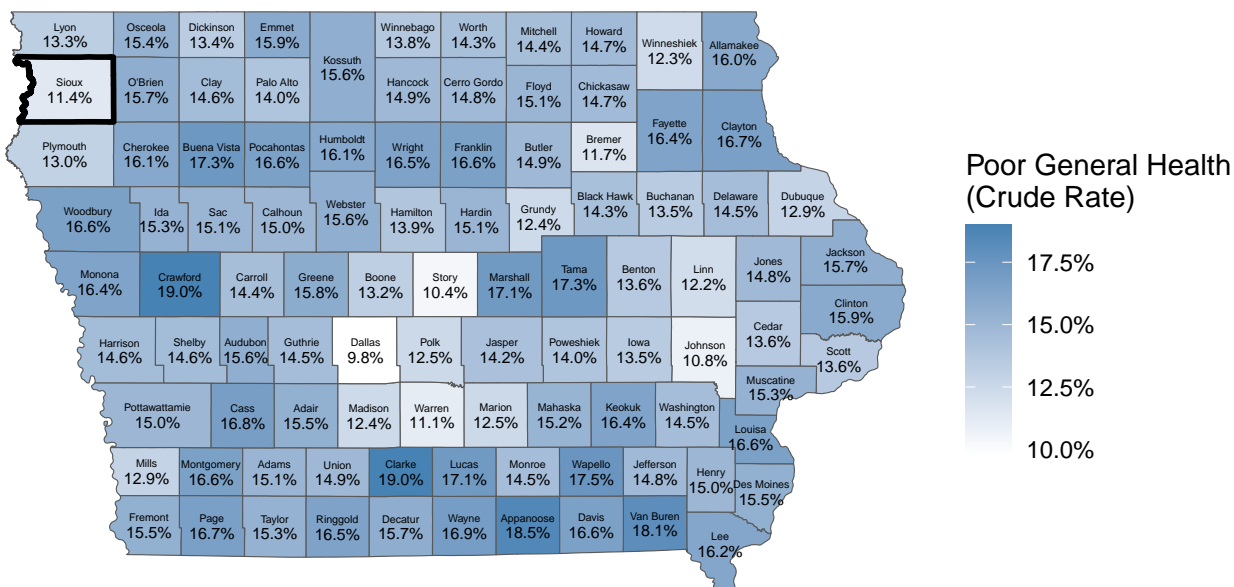 Lyon
13.3%
Osceola
15.4%
Dickinson
13.4%
Emmet
15.9%
Kossuth
15.6%
Winnebago
13.8%
Worth
14.3%
Mitchell
14.4%
Howard
14.7%
Winneshiek
12.3%
Allamakee
16.0%
Sioux
11.4%
O'Brien
15.7%
Clay
14.6%
Palo Alto
14.0%
Hancock
14.9%
Cerro Gordo
14.8%
Floyd
15.1%
Chickasaw
14.7%
Fayette
16.4%
Clayton
16.7%
Plymouth
13.0%
Cherokee
16.1%
Buena Vista
17.3%
Pocahontas
16.6%
Humboldt
16.1%
Wright
16.5%
Franklin
16.6%
Butler
14.9%
Bremer
11.7%
Woodbury
16.6%
Ida
15.3%
Sac
15.1%
Calhoun
15.0%
Webster
15.6%
Hamilton
13.9%
Hardin
15.1%
Grundy
12.4%
Black Hawk
14.3%
Buchanan
13.5%
Delaware
14.5%
Dubuque
12.9%
Monona
16.4%
Crawford
19.0%
Carroll
14.4%
Greene
15.8%
Boone
13.2%
Story
10.4%
Marshall
17.1%
Tama
17.3%
Benton
13.6%
Linn
12.2%
Jones
14.8%
Jackson
15.7%
Clinton
15.9%
Harrison
14.6%
Shelby
14.6%
Audubon
15.6%
Guthrie
14.5%
Dallas
9.8%
Polk
12.5%
Jasper
14.2%
Poweshiek
14.0%
Iowa
13.5%
Johnson
10.8%
Cedar
13.6%
Scott
13.6%
Muscatine
15.3%
Pottawattamie
15.0%
Cass
16.8%
Adair
15.5%
Madison
12.4%
Warren
11.1%
Marion
12.5%
Mahaska
15.2%
Keokuk
16.4%
Washington
14.5%
Louisa
16.6%
Mills
12.9%
Montgomery
16.6%
Adams
15.1%
Union
14.9%
Clarke
19.0%
Lucas
17.1%
Monroe
14.5%
Wapello
17.5%
Jefferson
14.8%
Henry
15.0%
Des Moines
15.5%
Fremont
15.5%
Page
16.7%
Taylor
15.3%
Ringgold
16.5%
Decatur
15.7%
Wayne
16.9%
Appanoose
18.5%
Davis
16.6%
Van Buren
18.1%
Lee
16.2%
Poor General Health
(Crude Rate)
17.5%
15.0%
12.5%
10.0%